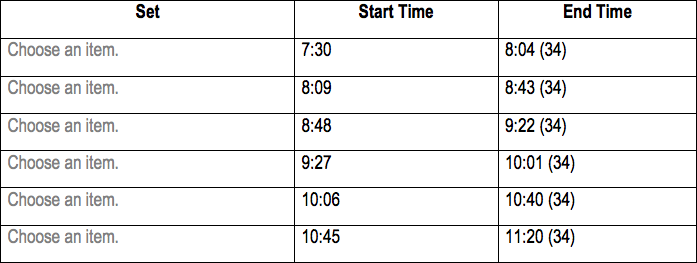 Set Start Time End Time
Choose an item. 7:30 8:04 (34)
Choose an item. 8:09 8:43 (34)
Choose an item. 8:48 9:22 (34)
Choose an item. 9:27 10:01 (34)
Choose an item. 10:06 10:40 (34)
Choose an item. 10:45 11:20 (34)